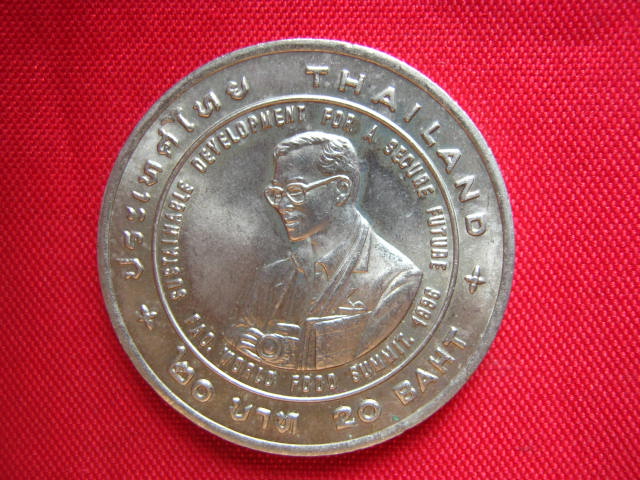 ประเทศไทย THAILAND
SUSTAINABLE DEVELOPMENT FOR A SECURE FUTURE
F.A.O. WORLD FOOD SUMMIT. 1996
๒๐ บาท 20 BAHT